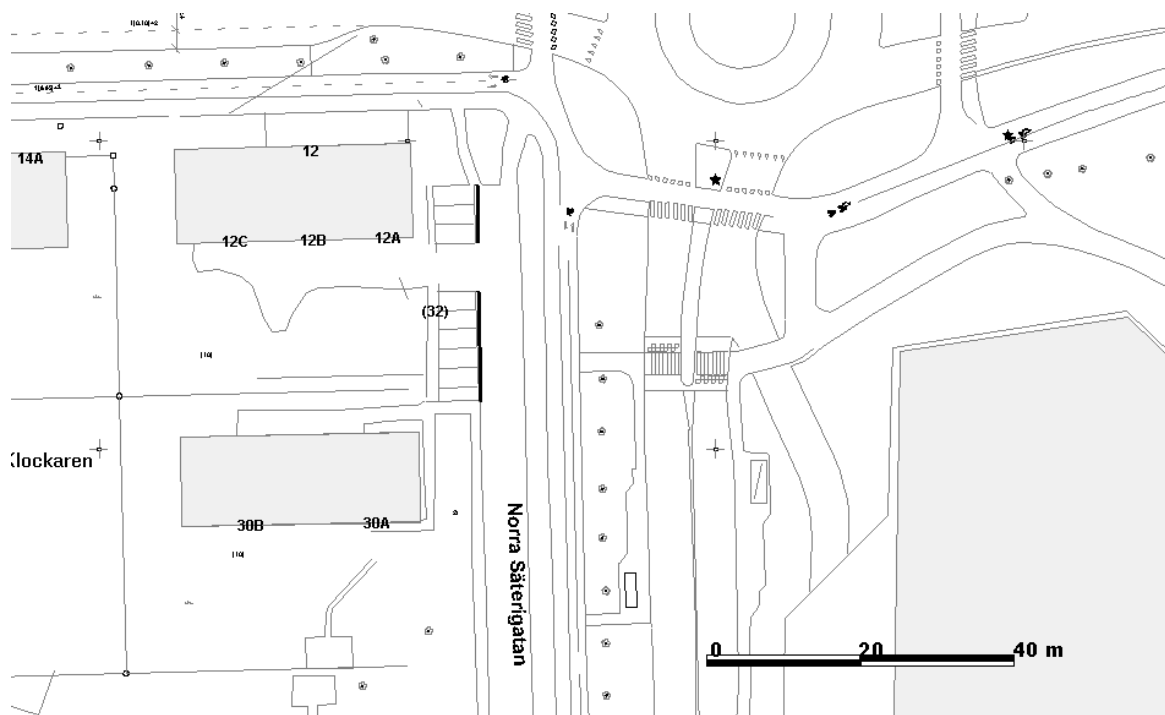 14A
12
12C
12B
12A
(32)
Klockaren
30B
30A
Norra Säterigatan
0
20
40 m